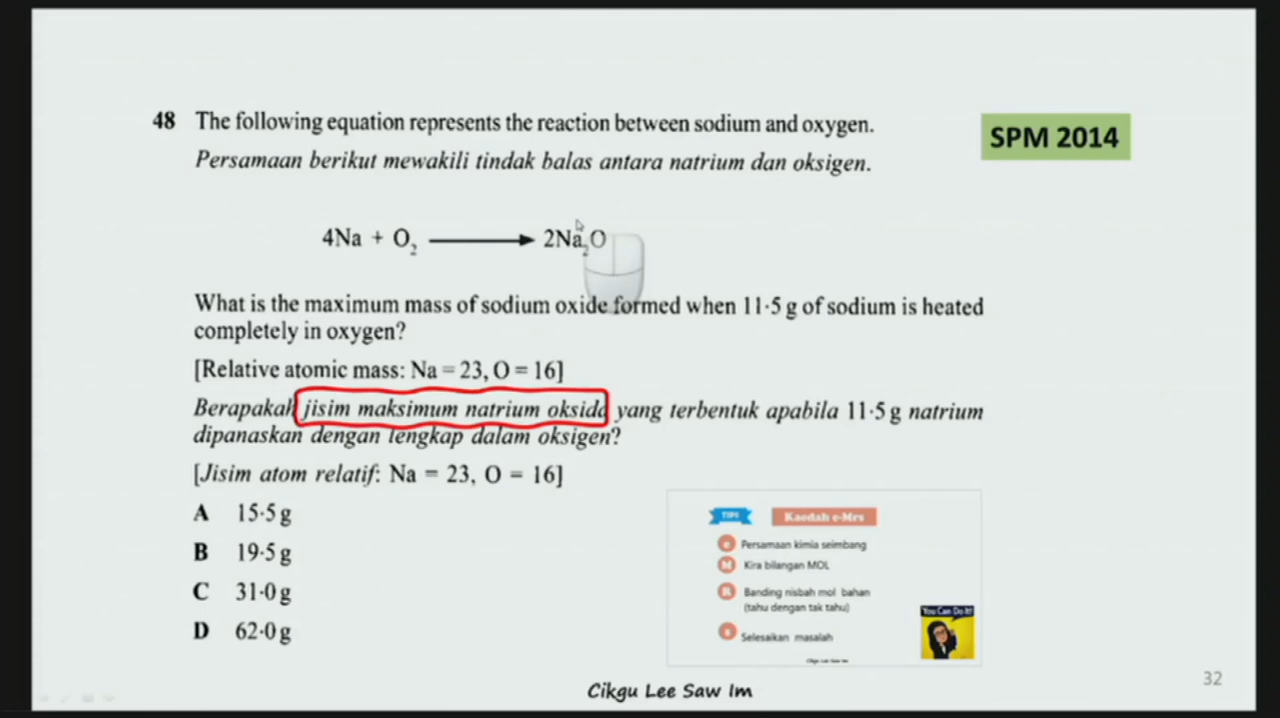 48 The following equation represents the reaction between sodium and oxygen.
SPM 2014
Persamaan berikut mewakili tindak balas antara natrium dan oksigen.
4Na + O₂ → 2Na₂O
What is the maximum mass of sodium oxide formed when 11·5 g of sodium is heated
completely in oxygen?
[Relative atomic mass: Na = 23, O = 16]
Berapakah jisim maksimum natrium oksida yang terbentuk apabila 11·5 g natrium
dipanaskan dengan lengkap dalam oksigen?
[Jisim atom relatif: Na = 23, O = 16]
A 15·5 g
B 19·5 g
C 31·0 g
D 62·0 g
TIPS Kaedah e-Mrs
e Persamaan kimia seimbang
M Kira bilangan MOL
R Banding nisbah mol bahan
(tahu dengan tak tahu)
s Selesaikan masalah
You Can Do It!
Cikgu Lee Saw Im
Cikgu Lee Saw Im
32